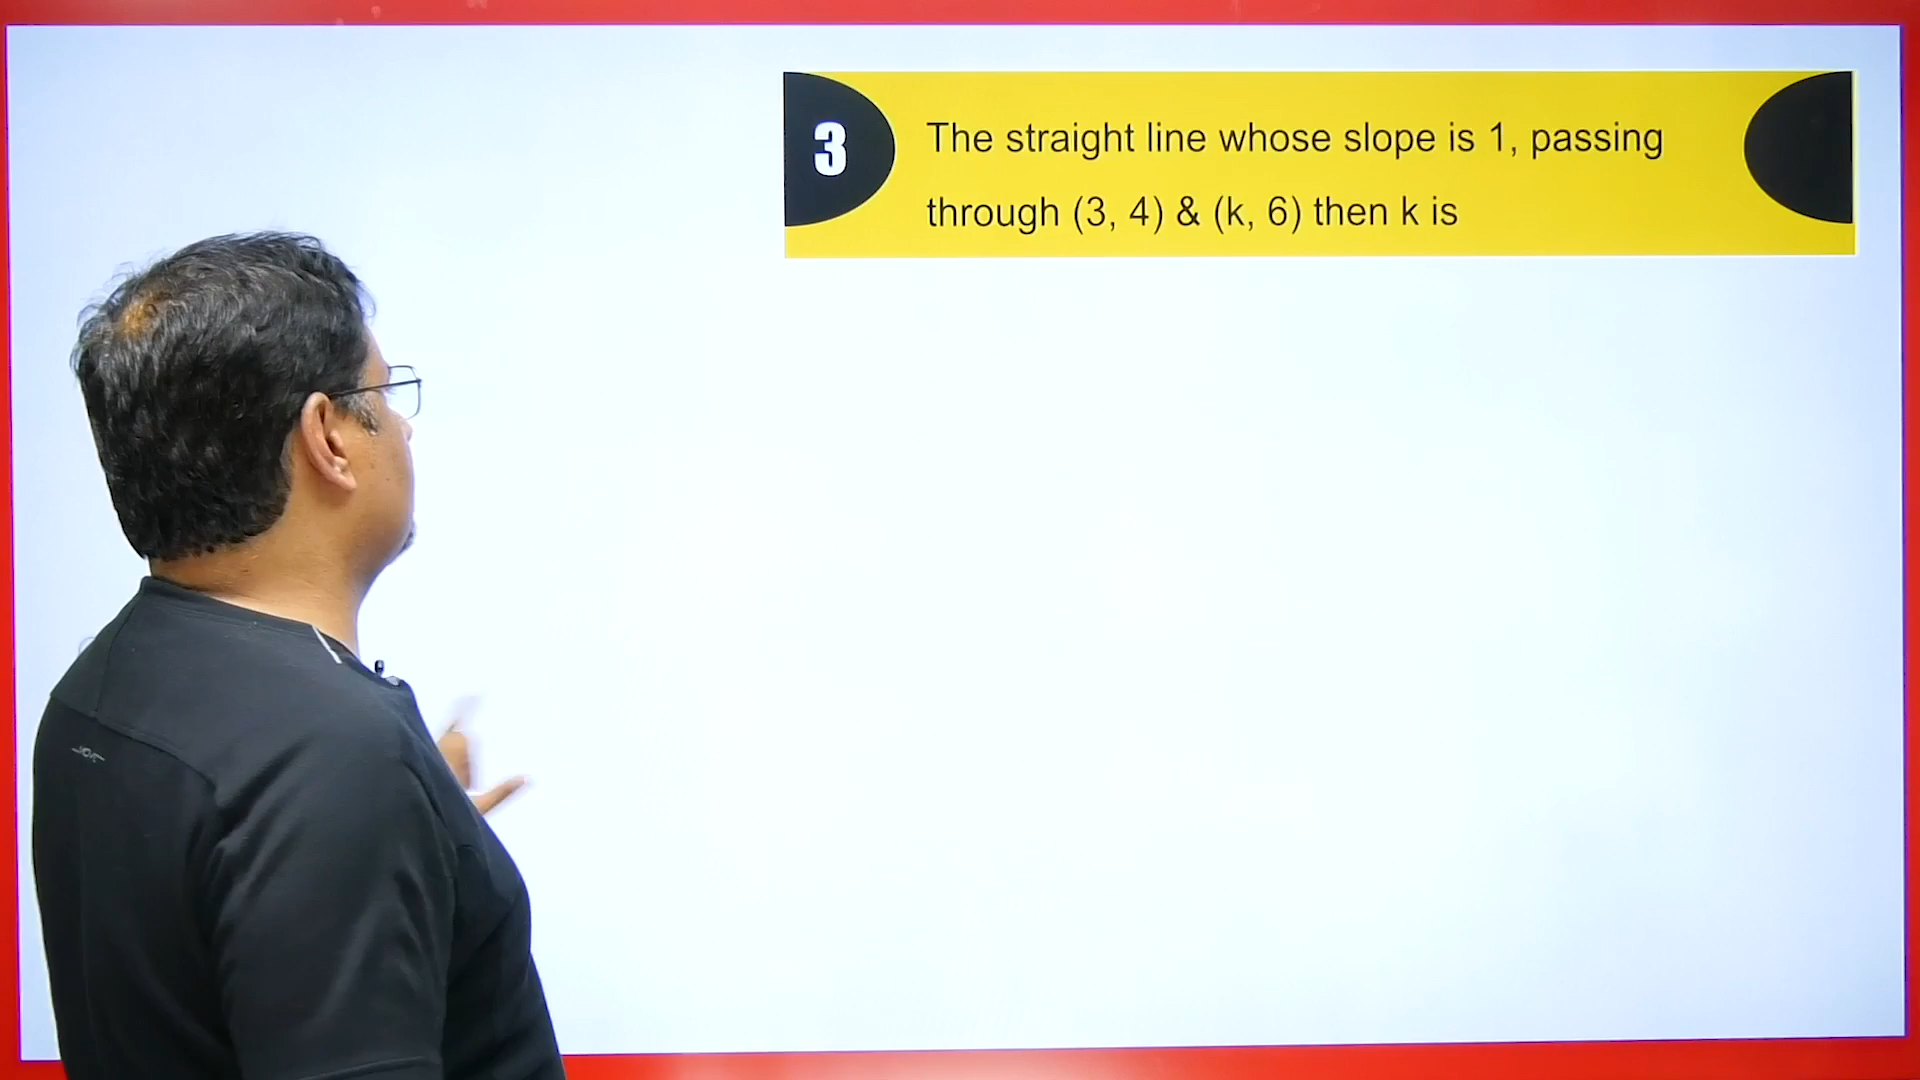 3
The straight line whose slope is 1, passing
through (3, 4) & (k, 6) then k is